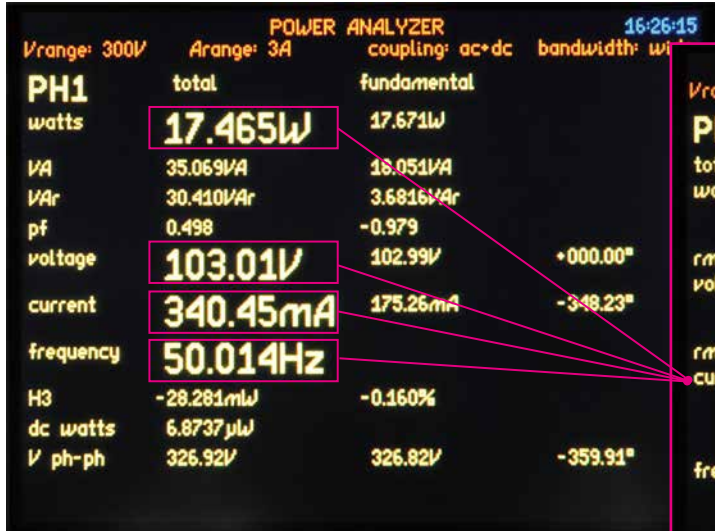 POWER ANALYZER 16:26:15
Vrange: 300V Arange: 3A coupling: ac+dc bandwidth:
PH1 total fundamental
watts 17.465W 17.671W
VA 35.069VA 18.051VA
VAr 30.410VAr 3.6816VAr
pf 0.498 -0.979
voltage 103.01V 102.99V +000.00°
current 340.45mA 175.26mA -348.23°
frequency 50.014Hz
H3 -28.281mW -0.160%
dc watts 6.8737µW
V ph-ph 326.92V 326.82V -359.91°